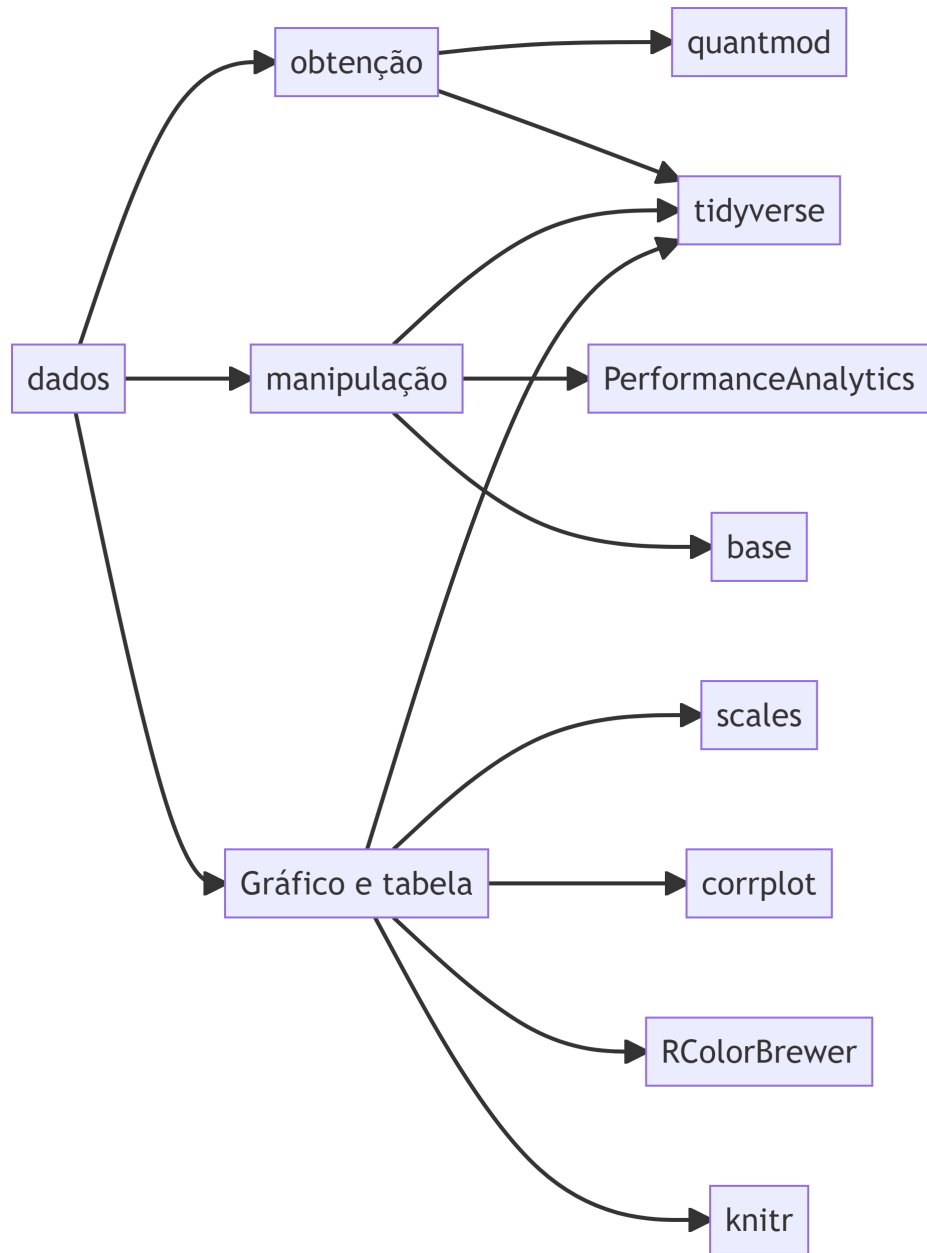 quantmod
obtenção
tidyverse
dados
manipulação
PerformanceAnalytics
base
scales
Gráfico e tabela
corrplot
RColorBrewer
knitr